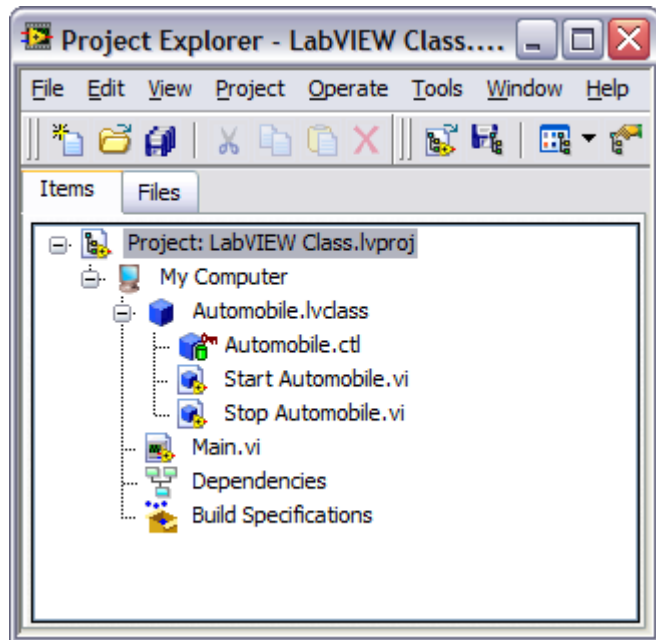 Project Explorer - LabVIEW Class....
File Edit View Project Operate Tools Window Help
Items Files
Project: LabVIEW Class.lvproj
My Computer
Automobile.lvclass
Automobile.ctl
Start Automobile.vi
Stop Automobile.vi
Main.vi
Dependencies
Build Specifications